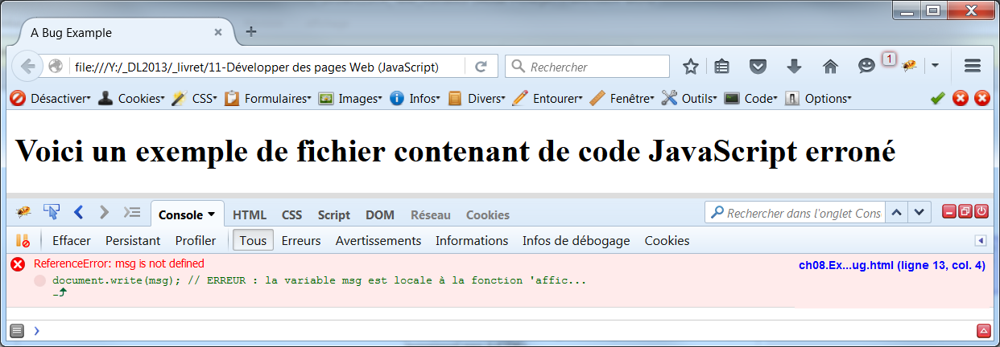 A Bug Example
file:///Y:/_DL2013/_livret/11-Développer des pages Web (JavaScript)
Rechercher
1
Désactiver Cookies CSS Formulaires Images Infos Divers Entourer Fenêtre Outils Code Options
Voici un exemple de fichier contenant de code JavaScript erroné
Console HTML CSS Script DOM Réseau Cookies
Rechercher dans l'onglet Cons
Effacer Persistant Profiler Tous Erreurs Avertissements Informations Infos de débogage Cookies
ReferenceError: msg is not defined
ch08.Ex...ug.html (ligne 13, col. 4)
document.write(msg); // ERREUR : la variable msg est locale à la fonction 'affic...